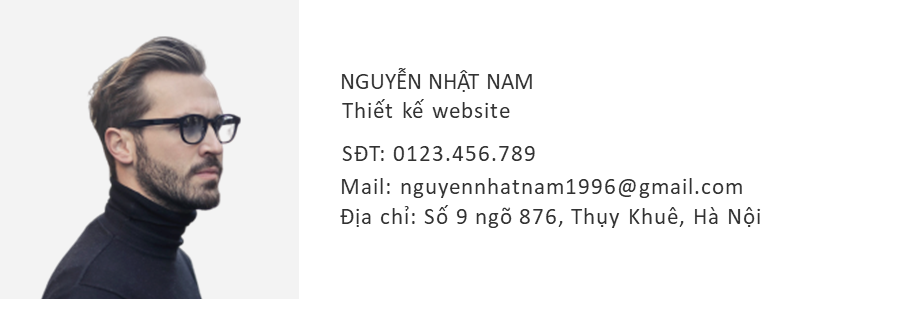 NGUYỄN NHẬT NAM
Thiết kế website
SĐT: 0123.456.789
Mail: nguyennhatnam1996@gmail.com
Địa chỉ: Số 9 ngõ 876, Thụy Khuê, Hà Nội